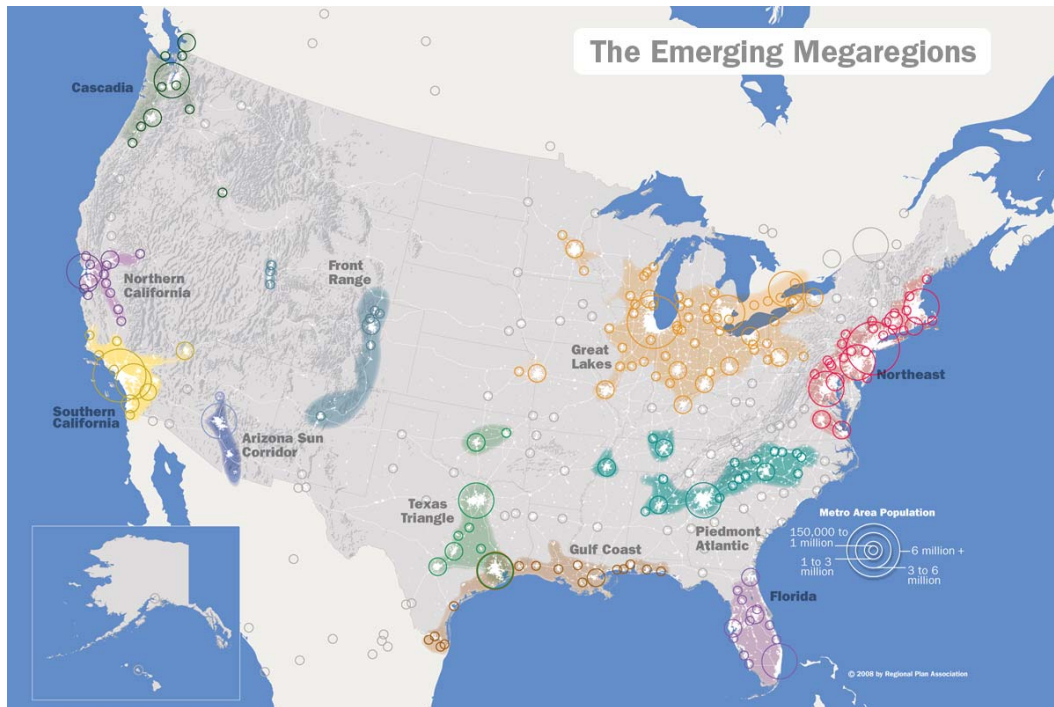 The Emerging Megaregions
Cascadia
Northern
California
Front
Range
Great
Lakes
Northeast
Southern
California
Arizona Sun
Corridor
Texas
Triangle
Gulf Coast
Piedmont
Atlantic
Metro Area Population
150,000 to
1 million
1 to 3
million
6 million +
3 to 6
million
Florida
© 2008 by Regional Plan Association